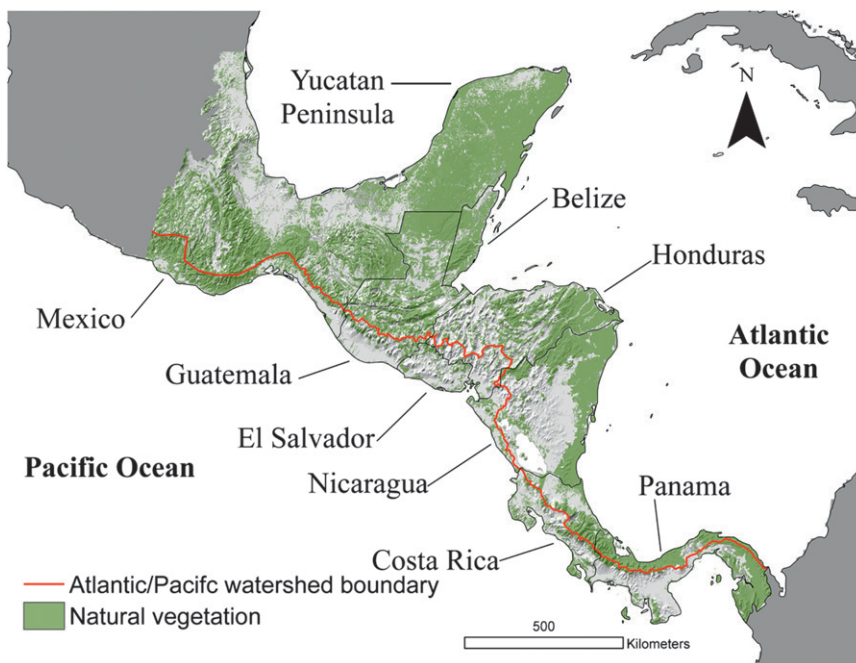 Yucatan
Peninsula
N
Belize
Honduras
Mexico
Atlantic
Ocean
Guatemala
El Salvador
Pacific Ocean
Nicaragua
Panama
Costa Rica
Atlantic/Pacifc watershed boundary
Natural vegetation
500
Kilometers